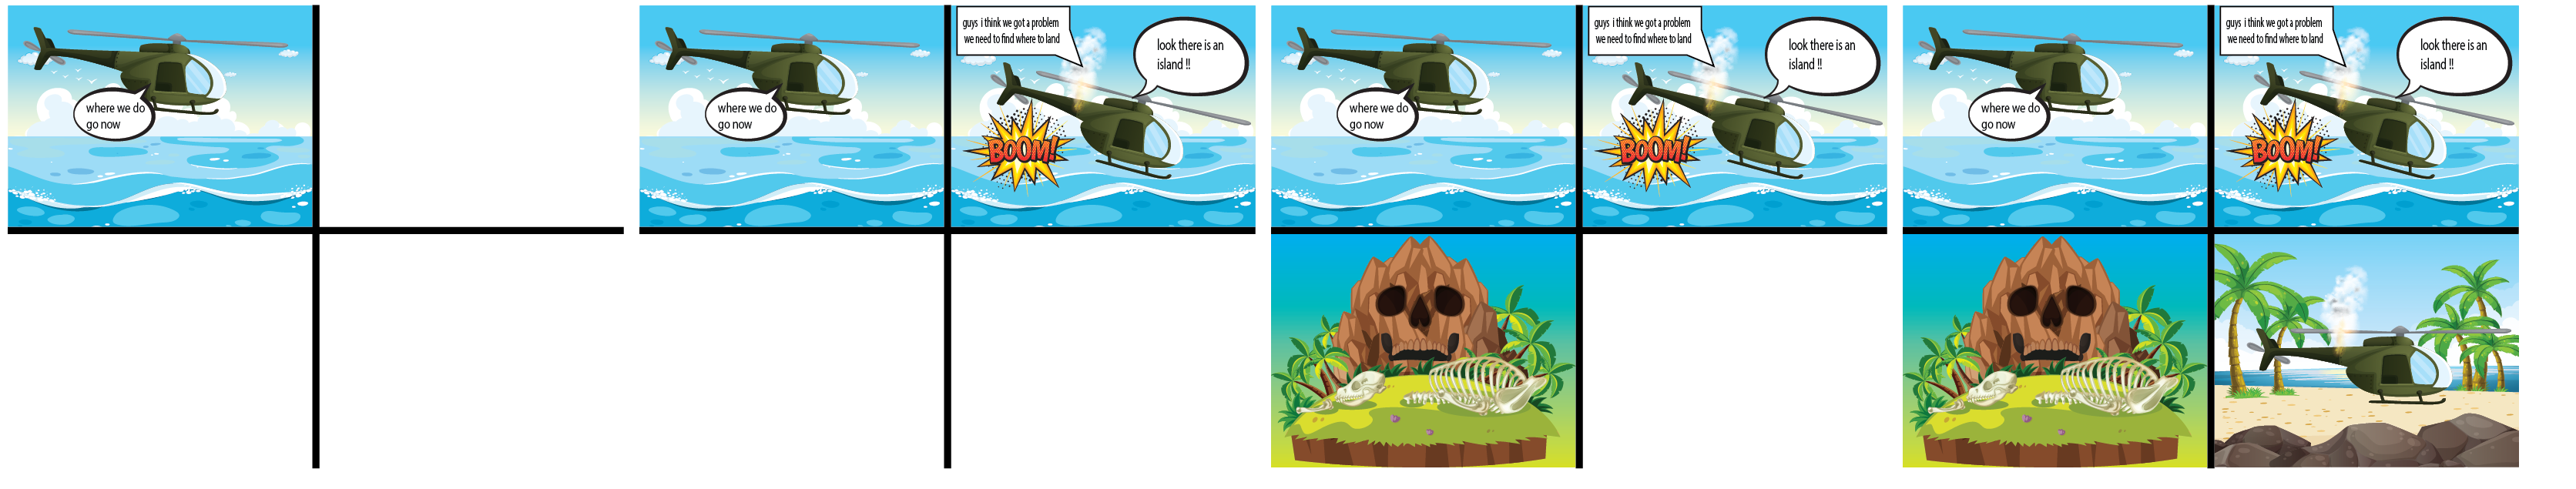 where we do
go now
where we do
go now
guys i think we got a problem
we need to find where to land
look there is an
island !!
BOOM!
where we do
go now
guys i think we got a problem
we need to find where to land
look there is an
island !!
BOOM!
where we do
go now
guys i think we got a problem
we need to find where to land
look there is an
island !!
BOOM!